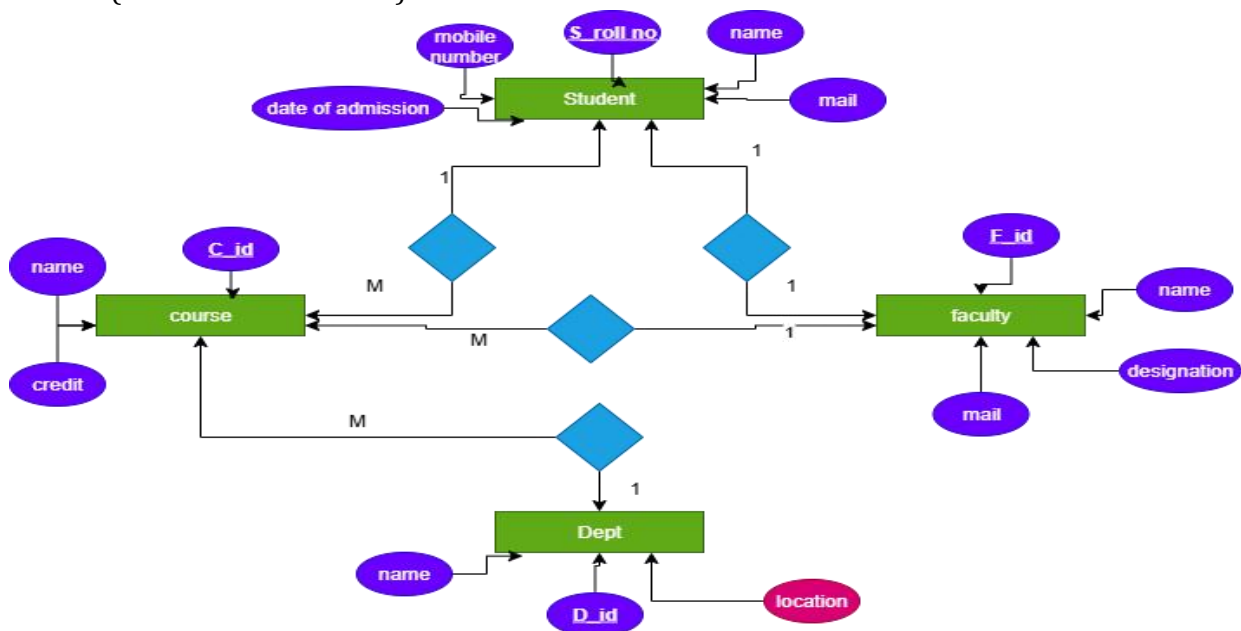 mobile
number
S_roll no
name
Student
date of admission
mail
1
1
name
C_id
F_id
M
1
name
course
faculty
M
1
credit
designation
mail
M
1
Dept
name
D_id
location